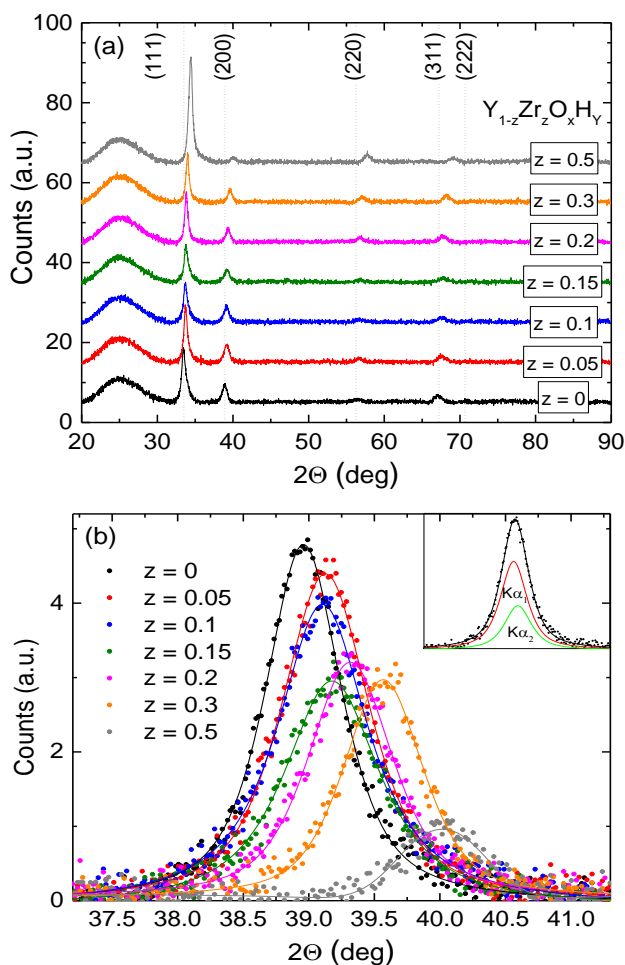 100
80
60
40
20
0
Counts (a.u.)
(a)
(111)
(200)
(220)
(311)
(222)
Y₁₋zZrzOₓHY
z = 0.5
z = 0.3
z = 0.2
z = 0.15
z = 0.1
z = 0.05
z = 0
20 30 40 50 60 70 80 90
2Θ (deg)
4
2
0
Counts (a.u.)
(b)
z = 0
z = 0.05
z = 0.1
z = 0.15
z = 0.2
z = 0.3
z = 0.5
Kα₁
Kα₂
37.5 38.0 38.5 39.0 39.5 40.0 40.5 41.0
2Θ (deg)